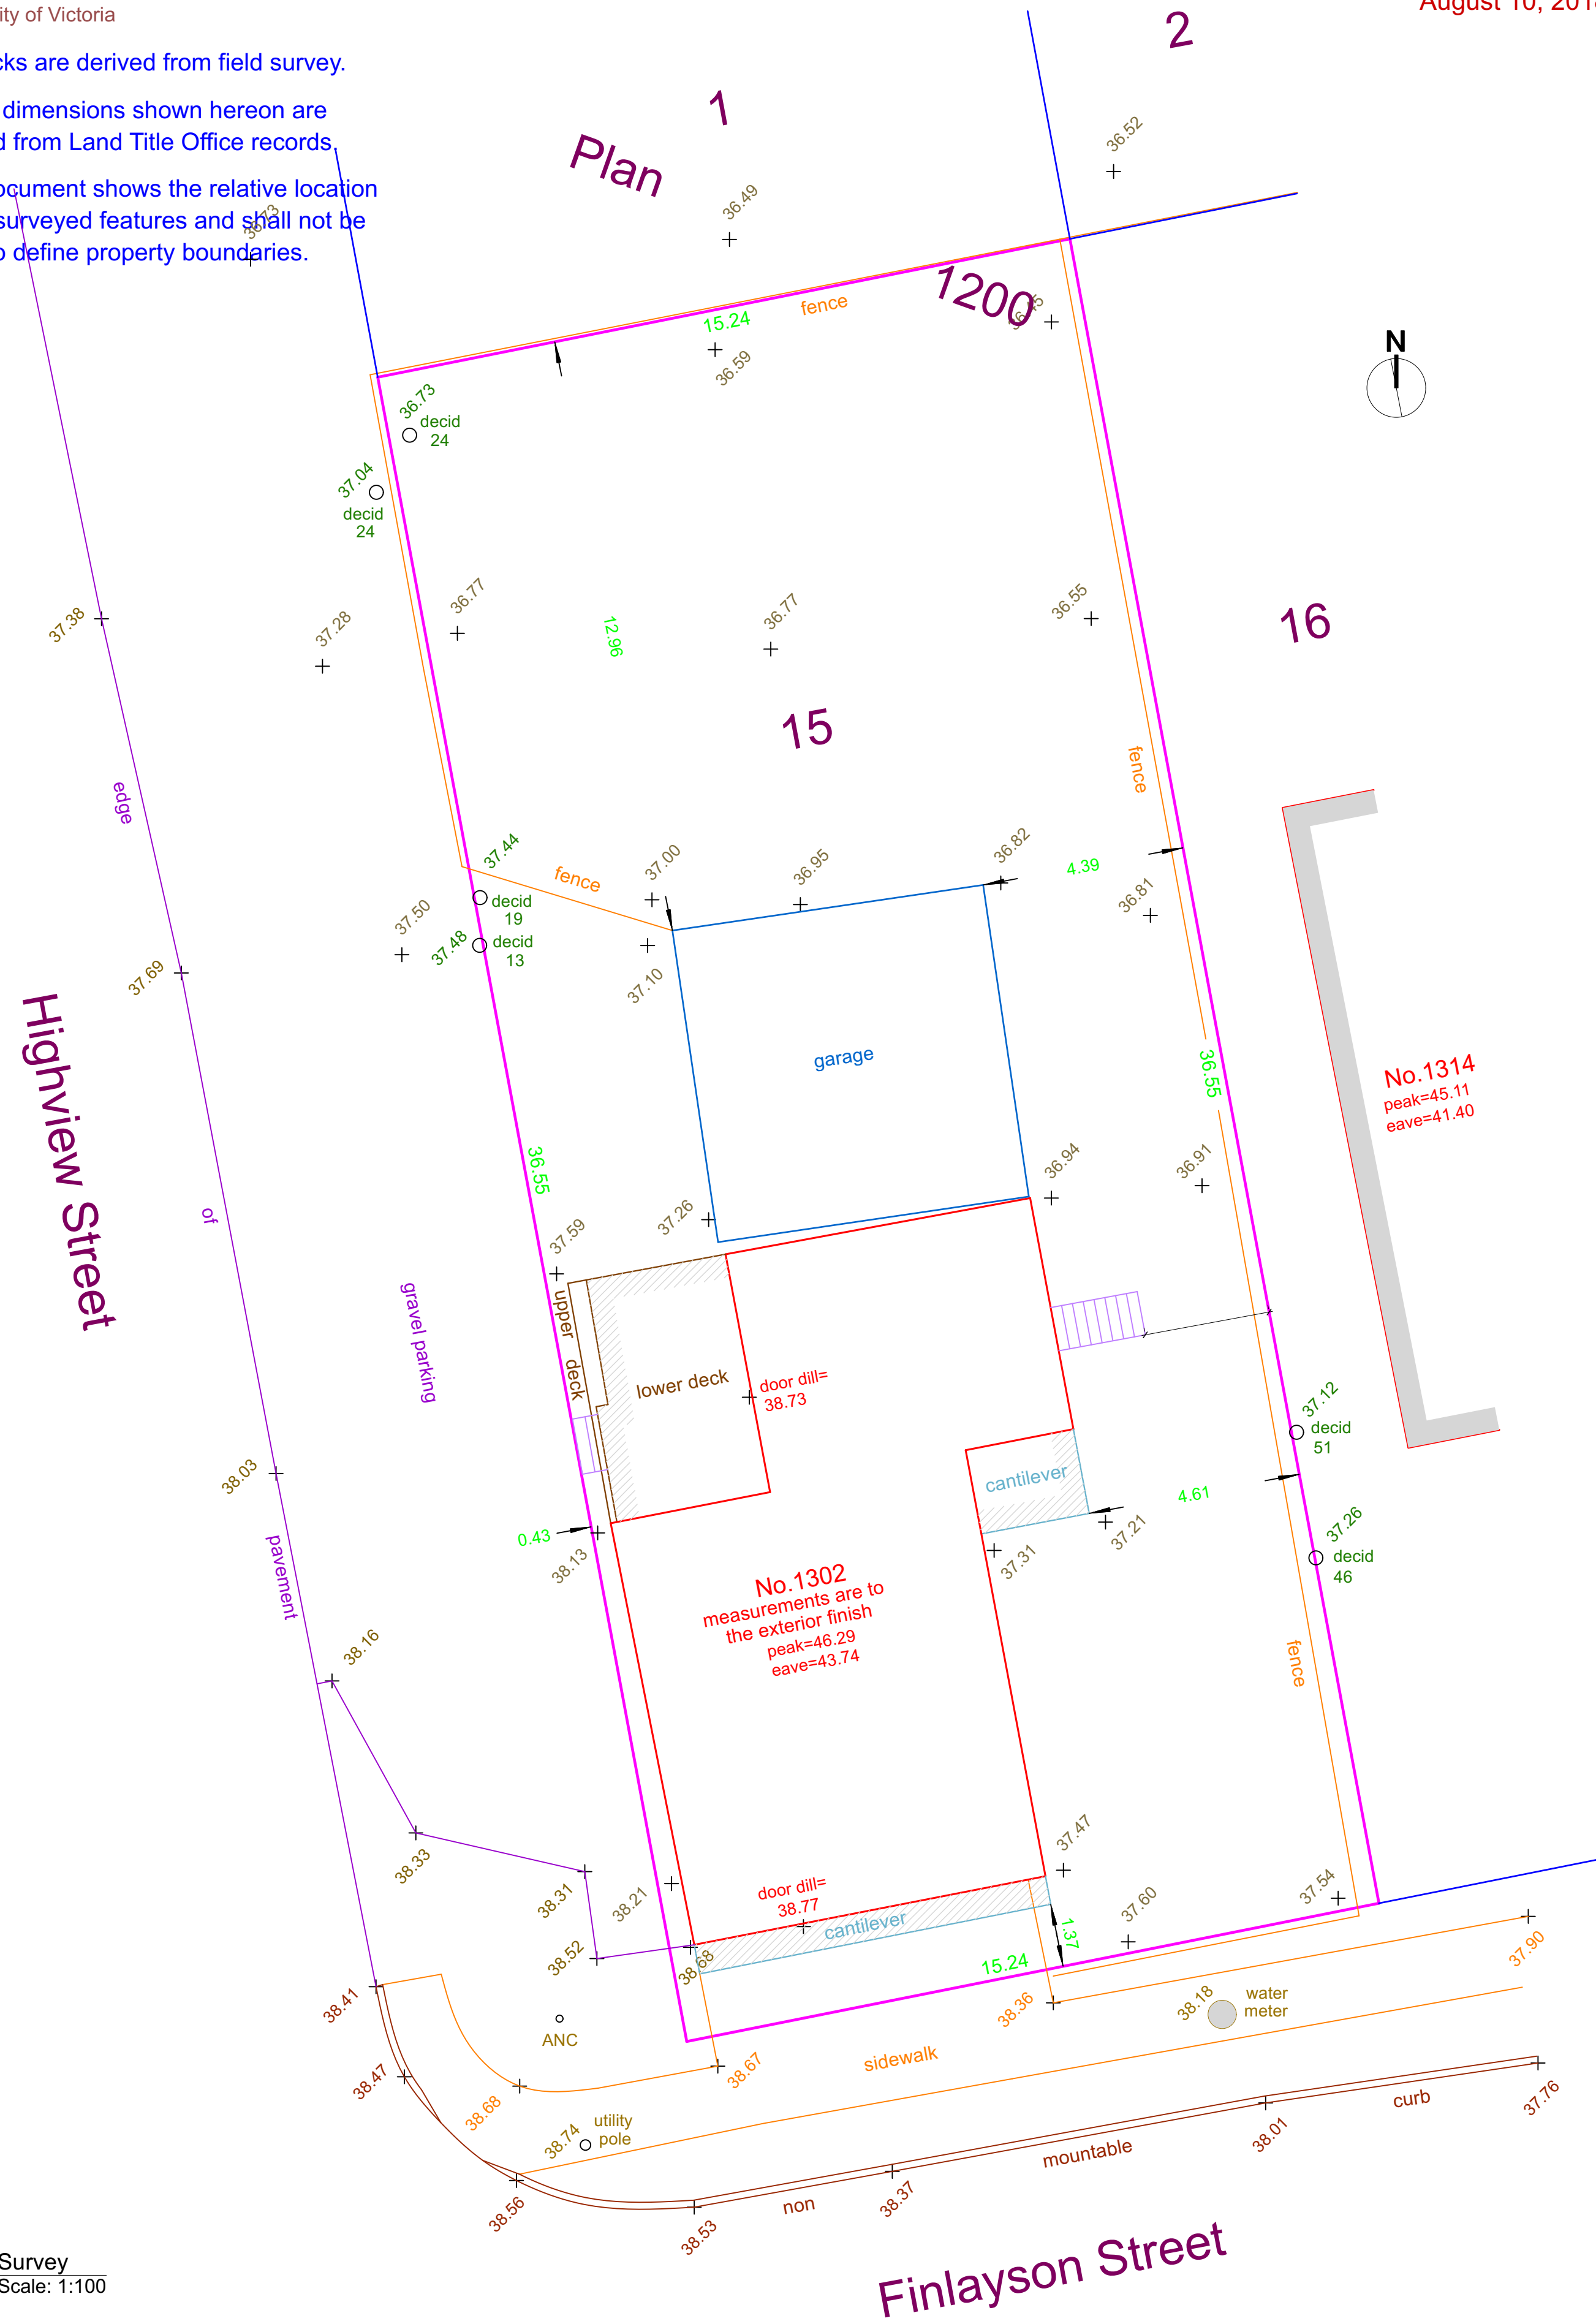 ity of Victoria
August 10, 201
cks are derived from field survey.
dimensions shown hereon are
d from Land Title Office records.
ocument shows the relative location
surveyed features and shall not be
o define property boundaries.
1
2
Plan
1200
36.52
36.49
36.73
fence
15.24
36.45
36.59
N
36.73
decid
24
37.04
decid
24
37.38
37.28
36.77
12.96
36.77
36.55
16
15
edge
fence
37.44
fence
37.00
36.95
36.82
4.39
36.81
decid
19
37.50
37.48
decid
13
37.10
37.69
Highview Street
garage
36.55
No.1314
peak=45.11
eave=41.40
36.55
of
37.59
37.26
36.94
36.91
gravel parking
upper deck
lower deck
door dill=
38.73
37.12
decid
51
cantilever
4.61
38.03
pavement
0.43
38.13
37.31
37.21
37.26
decid
46
No.1302
measurements are to
the exterior finish
peak=46.29
eave=43.74
fence
38.16
38.33
38.31
38.21
door dill=
38.77
cantilever
37.47
37.60
37.54
1.37
15.24
38.52
38.68
38.41
ANC
38.36
38.18
water
meter
37.90
38.47
38.68
38.67
sidewalk
38.74
utility
pole
38.56
38.53
non
38.37
mountable
38.01
curb
37.76
Finlayson Street
Survey
Scale: 1:100